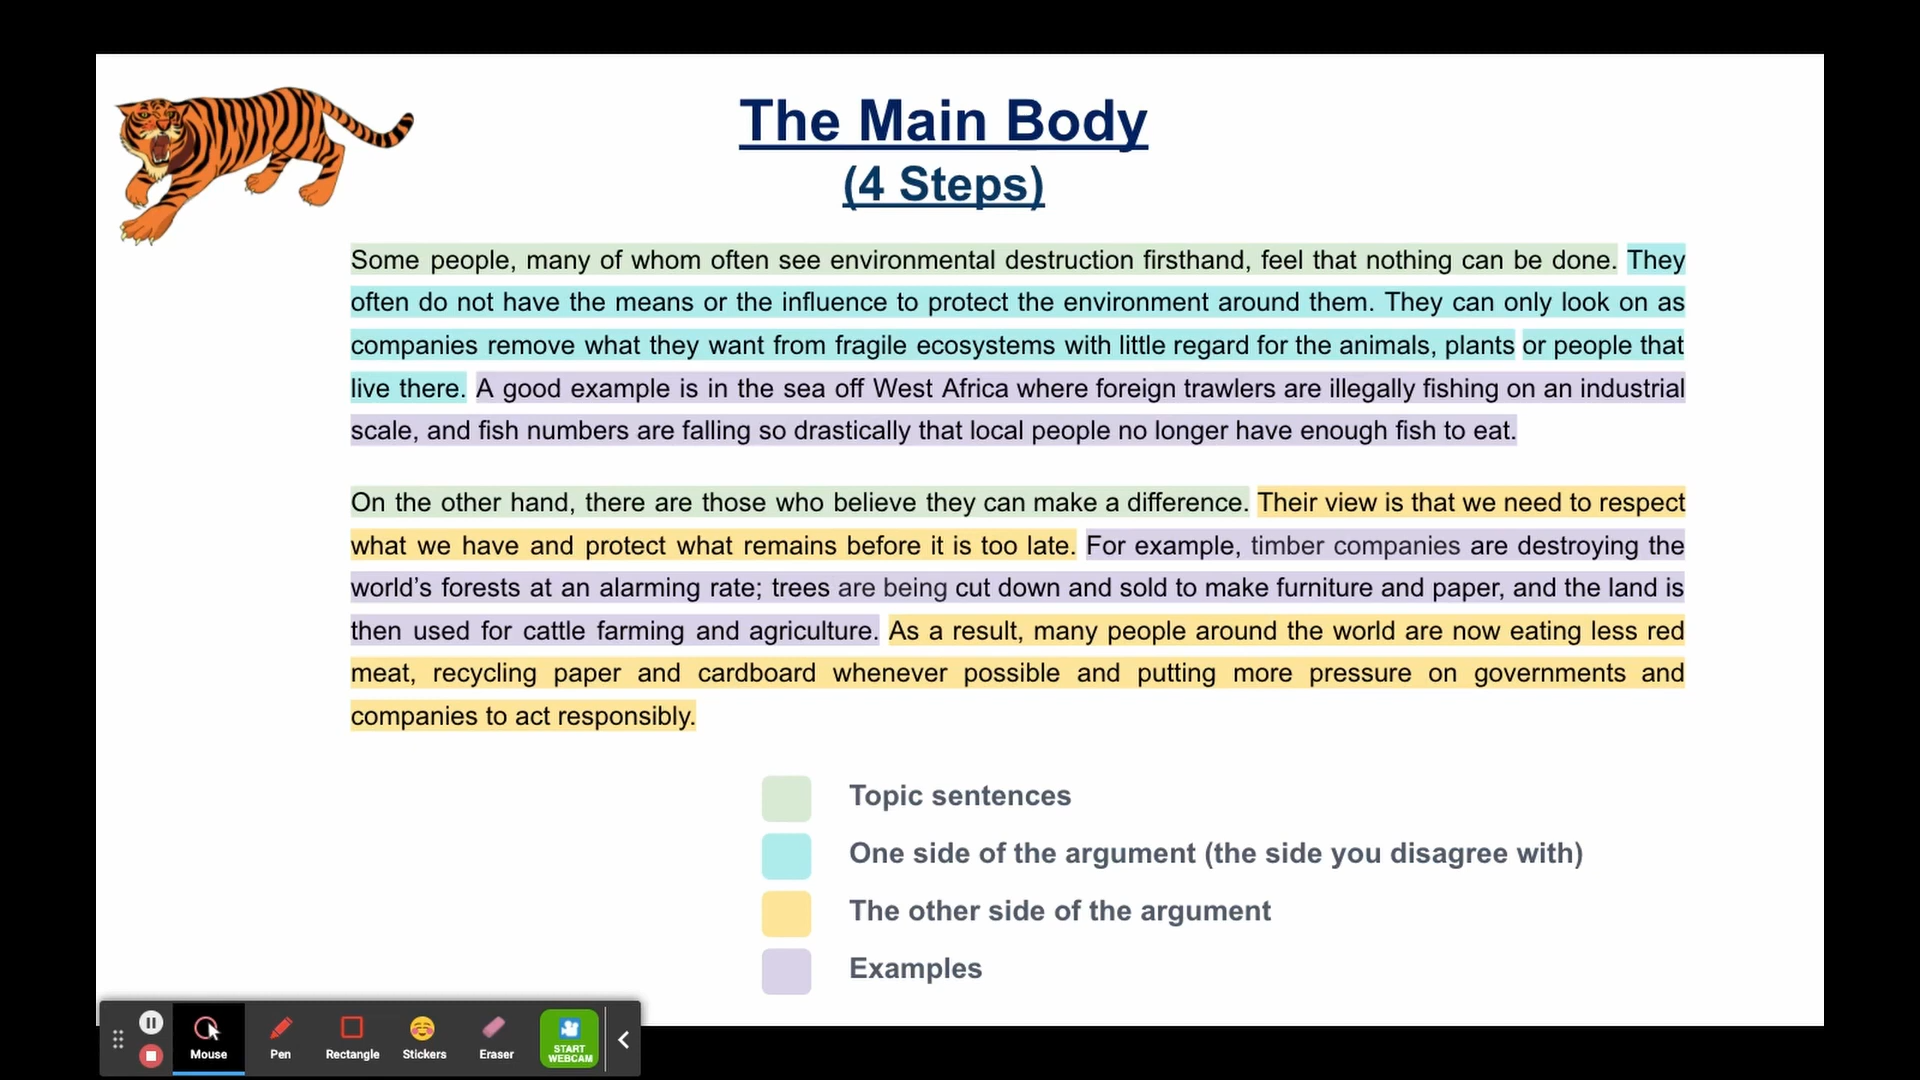 The Main Body
(4 Steps)
Some people, many of whom often see environmental destruction firsthand, feel that nothing can be done. They
often do not have the means or the influence to protect the environment around them. They can only look on as
companies remove what they want from fragile ecosystems with little regard for the animals, plants or people that
live there. A good example is in the sea off West Africa where foreign trawlers are illegally fishing on an industrial
scale, and fish numbers are falling so drastically that local people no longer have enough fish to eat.
On the other hand, there are those who believe they can make a difference. Their view is that we need to respect
what we have and protect what remains before it is too late. For example, timber companies are destroying the
world’s forests at an alarming rate; trees are being cut down and sold to make furniture and paper, and the land is
then used for cattle farming and agriculture. As a result, many people around the world are now eating less red
meat, recycling paper and cardboard whenever possible and putting more pressure on governments and
companies to act responsibly.
Topic sentences
One side of the argument (the side you disagree with)
The other side of the argument
Examples
Mouse
Pen
Rectangle
Stickers
Eraser
START
WEBCAM